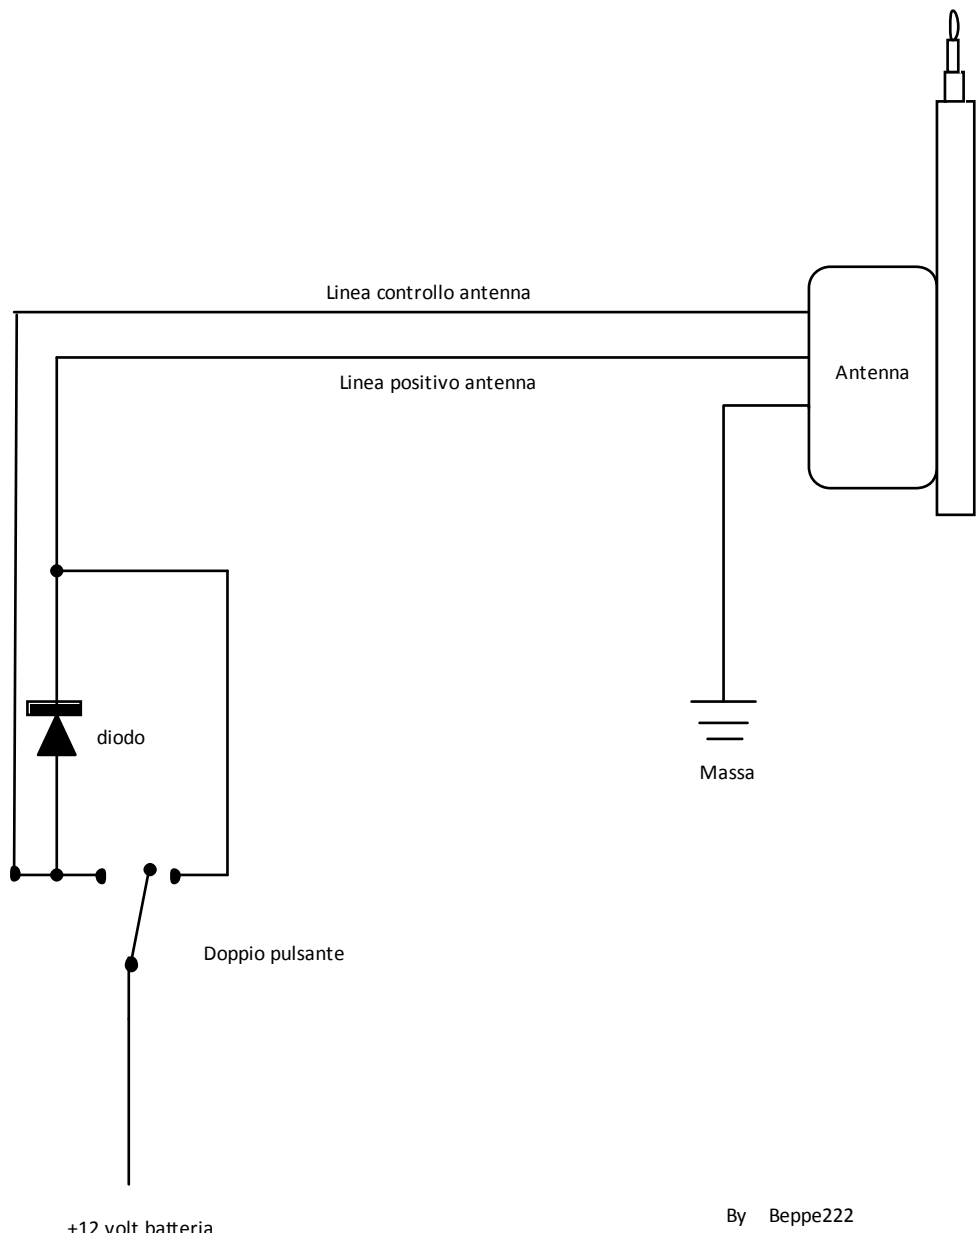 Linea controllo antenna
Linea positivo antenna
Antenna
diodo
Massa
Doppio pulsante
+12 volt batteria
By Beppe222